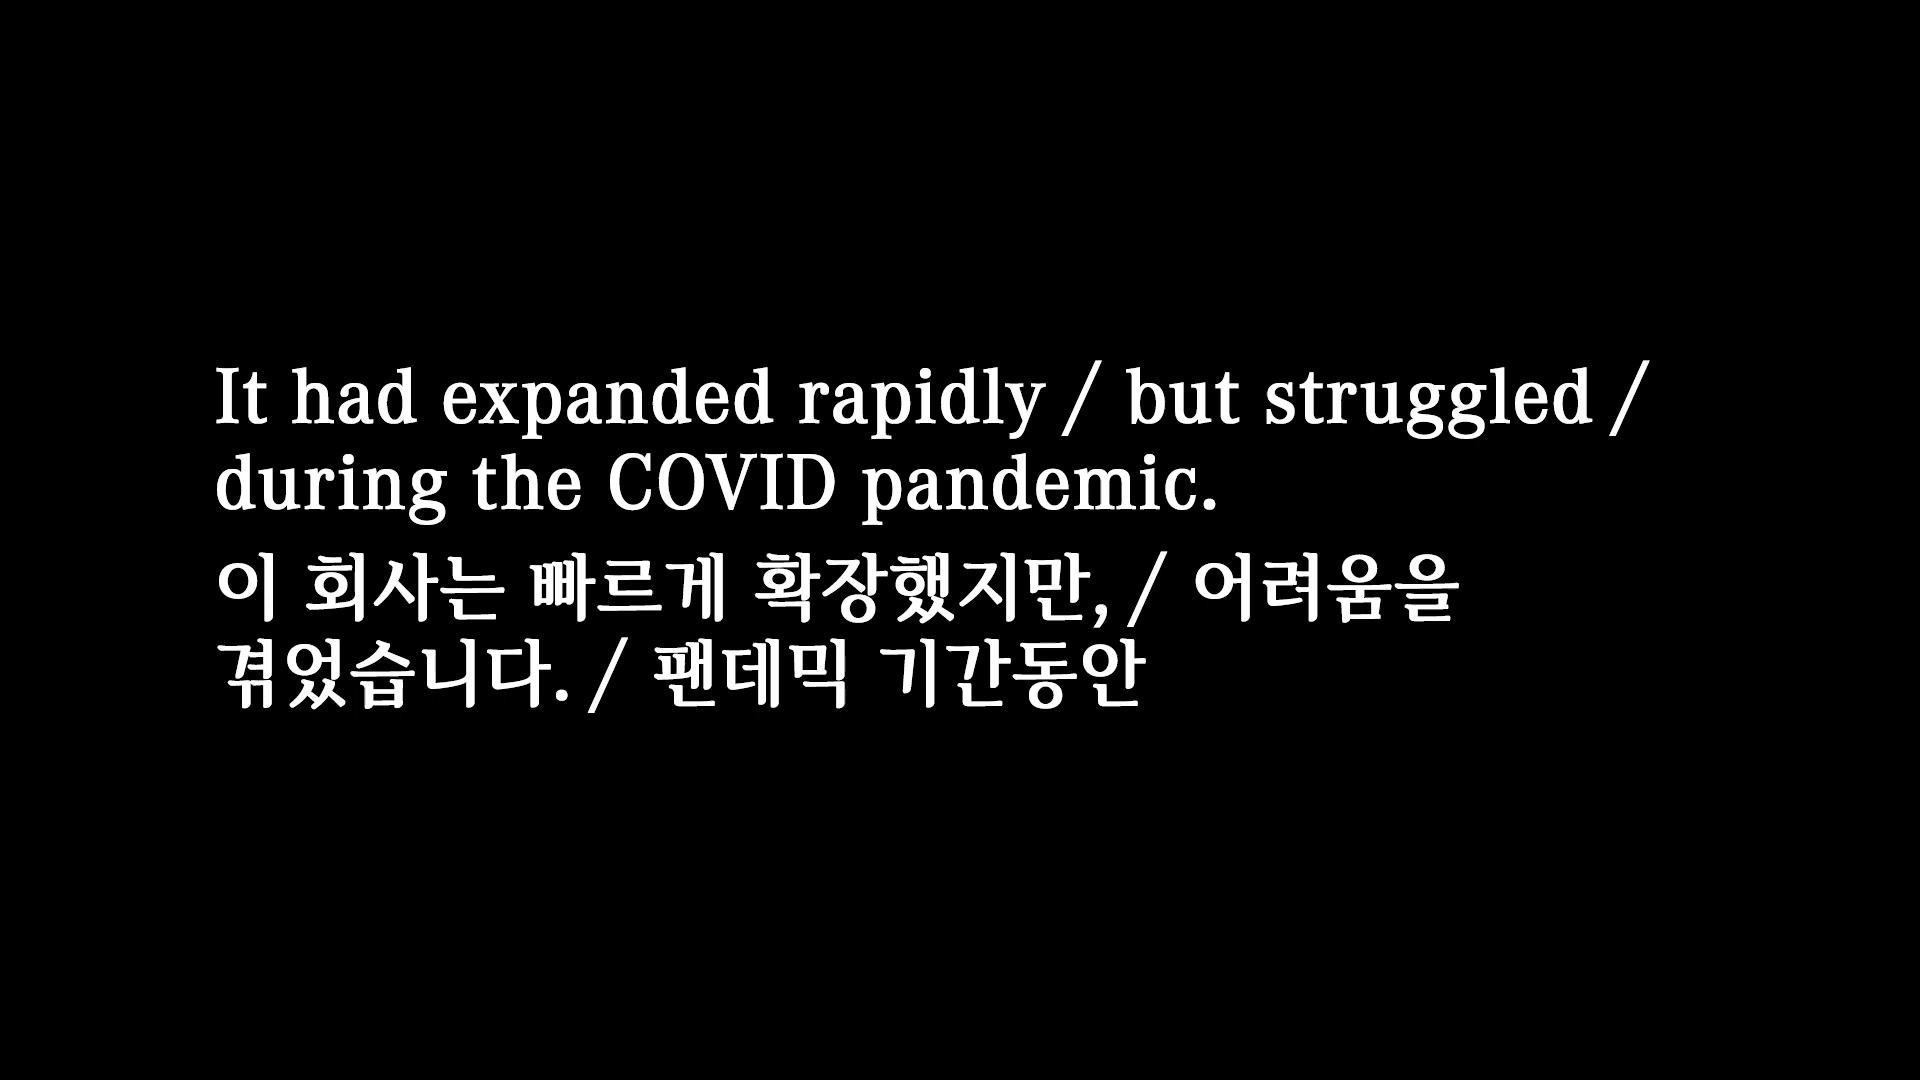 It had expanded rapidly / but struggled /
during the COVID pandemic.
이 회사는 빠르게 확장했지만, / 어려움을
겪었습니다. / 팬데믹 기간동안